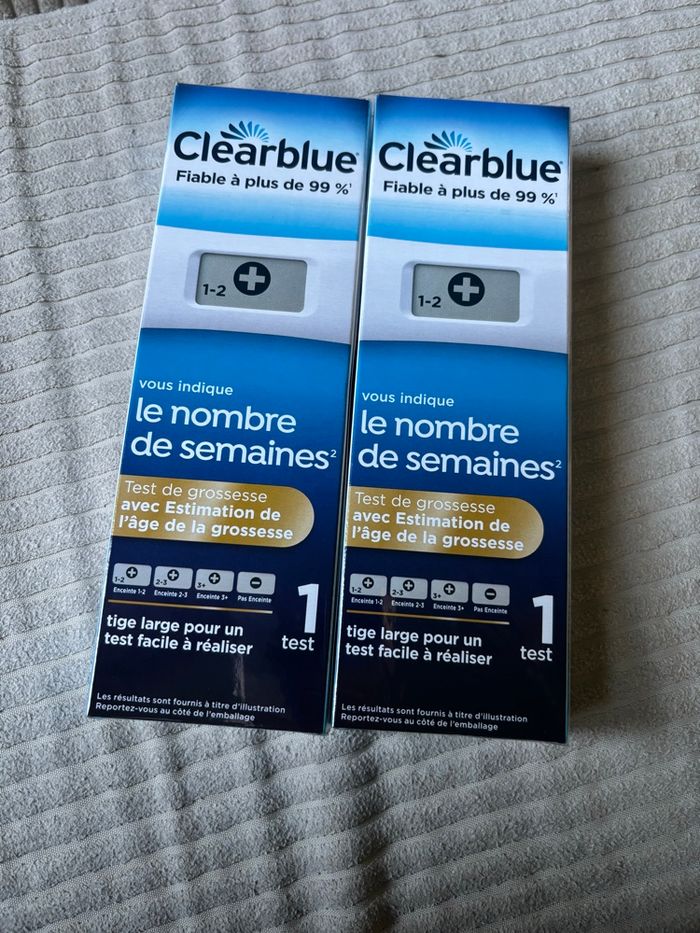 Clearblue®
Fiable à plus de 99 %¹
1-2
vous indique
le nombre
de semaines²
Test de grossesse
avec Estimation de
l'âge de la grossesse
1-2 2-3 3+
Enceinte 1-2 Enceinte 2-3 Enceinte 3+ Pas Enceinte
1
test
tige large pour un
test facile à réaliser
Les résultats sont fournis à titre d'illustration
Reportez-vous au côté de l'emballage
Clearblue®
Fiable à plus de 99 %¹
1-2
vous indique
le nombre
de semaines²
Test de grossesse
avec Estimation de
l'âge de la grossesse
1-2 2-3 3+
Enceinte 1-2 Enceinte 2-3 Enceinte 3+ Pas Enceinte
1
test
tige large pour un
test facile à réaliser
Les résultats sont fournis à titre d'illustration
Reportez-vous au côté de l'emballage